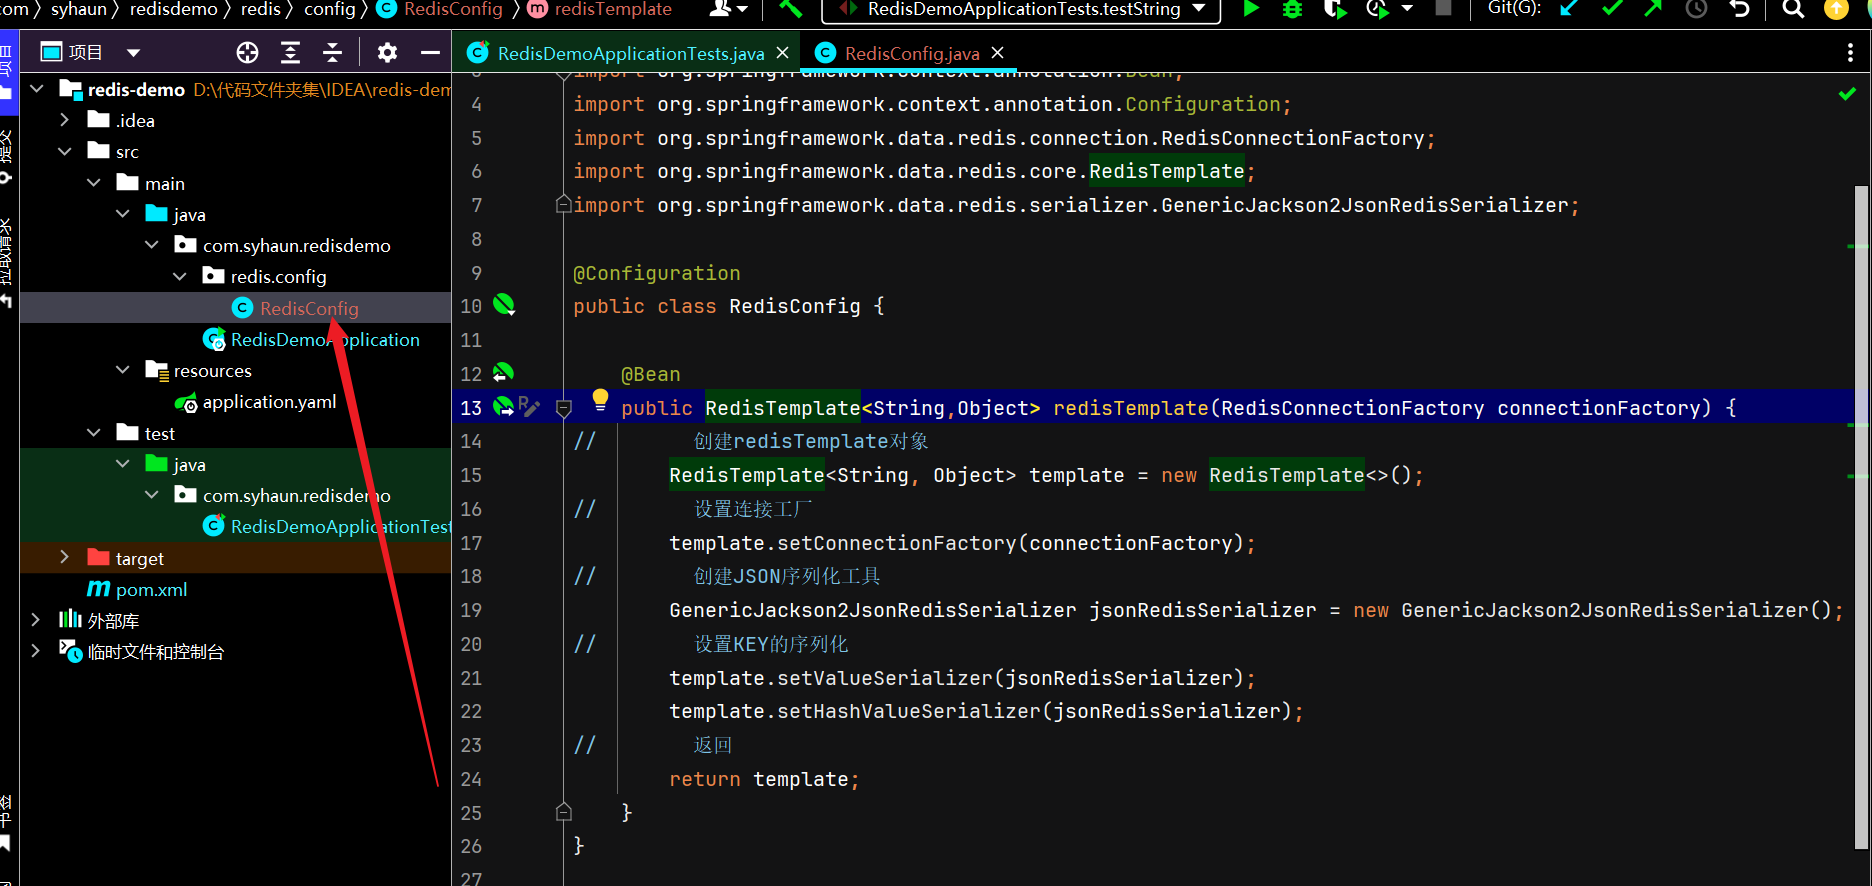 com › syhaun › redisdemo › redis › config › RedisConfig › redisTemplate
RedisDemoApplicationTests.testString
Git(G):
项目
RedisDemoApplicationTests.java
RedisConfig.java
项目
提交
拉取请求
书签
redis-demo D:\代码文件夹集\IDEA\redis-dem
.idea
src
main
java
com.syhaun.redisdemo
redis.config
RedisConfig
RedisDemoApplication
resources
application.yaml
test
java
com.syhaun.redisdemo
RedisDemoApplicationTest
target
pom.xml
外部库
临时文件和控制台
3 import org.springframework.context.annotation.Bean;
4 import org.springframework.context.annotation.Configuration;
5 import org.springframework.data.redis.connection.RedisConnectionFactory;
6 import org.springframework.data.redis.core.RedisTemplate;
7 import org.springframework.data.redis.serializer.GenericJackson2JsonRedisSerializer;
8
9 @Configuration
10 public class RedisConfig {
11
12 @Bean
13 public RedisTemplate<String,Object> redisTemplate(RedisConnectionFactory connectionFactory) {
14 // 创建redisTemplate对象
15 RedisTemplate<String, Object> template = new RedisTemplate<>();
16 // 设置连接工厂
17 template.setConnectionFactory(connectionFactory);
18 // 创建JSON序列化工具
19 GenericJackson2JsonRedisSerializer jsonRedisSerializer = new GenericJackson2JsonRedisSerializer();
20 // 设置KEY的序列化
21 template.setValueSerializer(jsonRedisSerializer);
22 template.setHashValueSerializer(jsonRedisSerializer);
23 // 返回
24 return template;
25 }
26 }
27